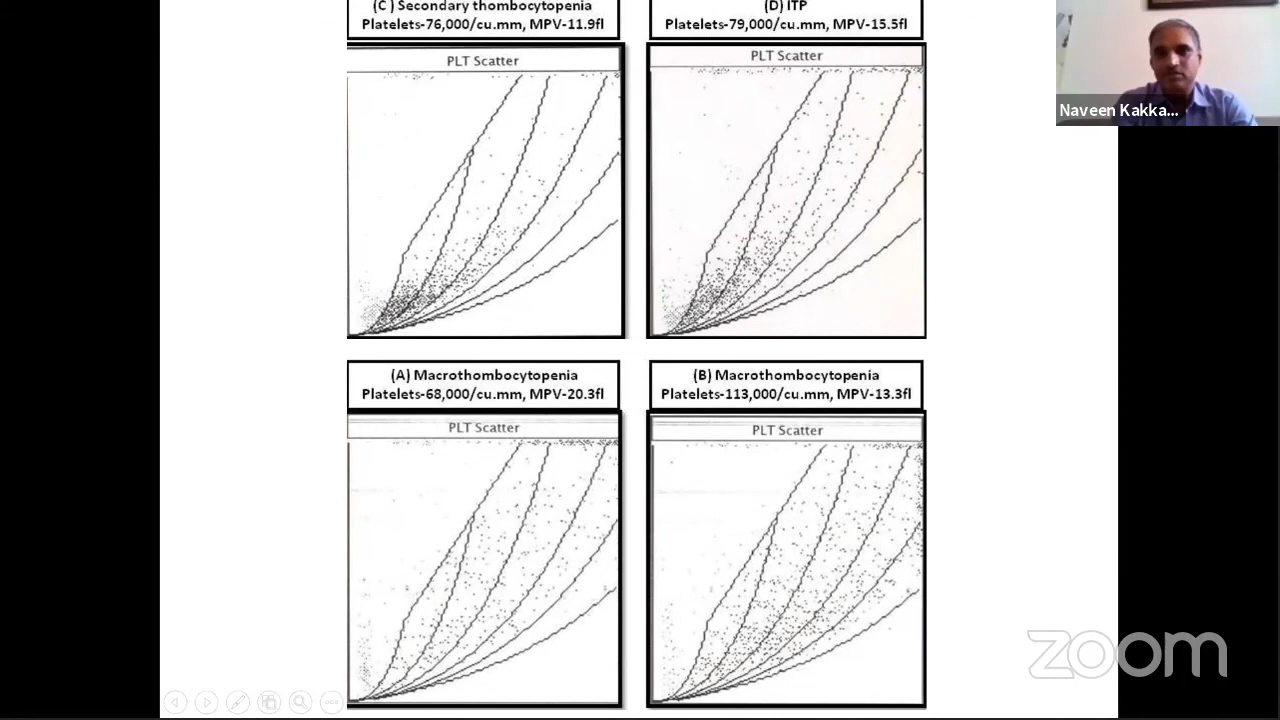 (C ) Secondary thombocytopenia
Platelets-76,000/cu.mm, MPV-11.9fl
PLT Scatter
(D) ITP
Platelets-79,000/cu.mm, MPV-15.5fl
PLT Scatter
(A) Macrothombocytopenia
Platelets-68,000/cu.mm, MPV-20.3fl
PLT Scatter
(B) Macrothombocytopenia
Platelets-113,000/cu.mm, MPV-13.3fl
PLT Scatter
Naveen Kakka...
zoom